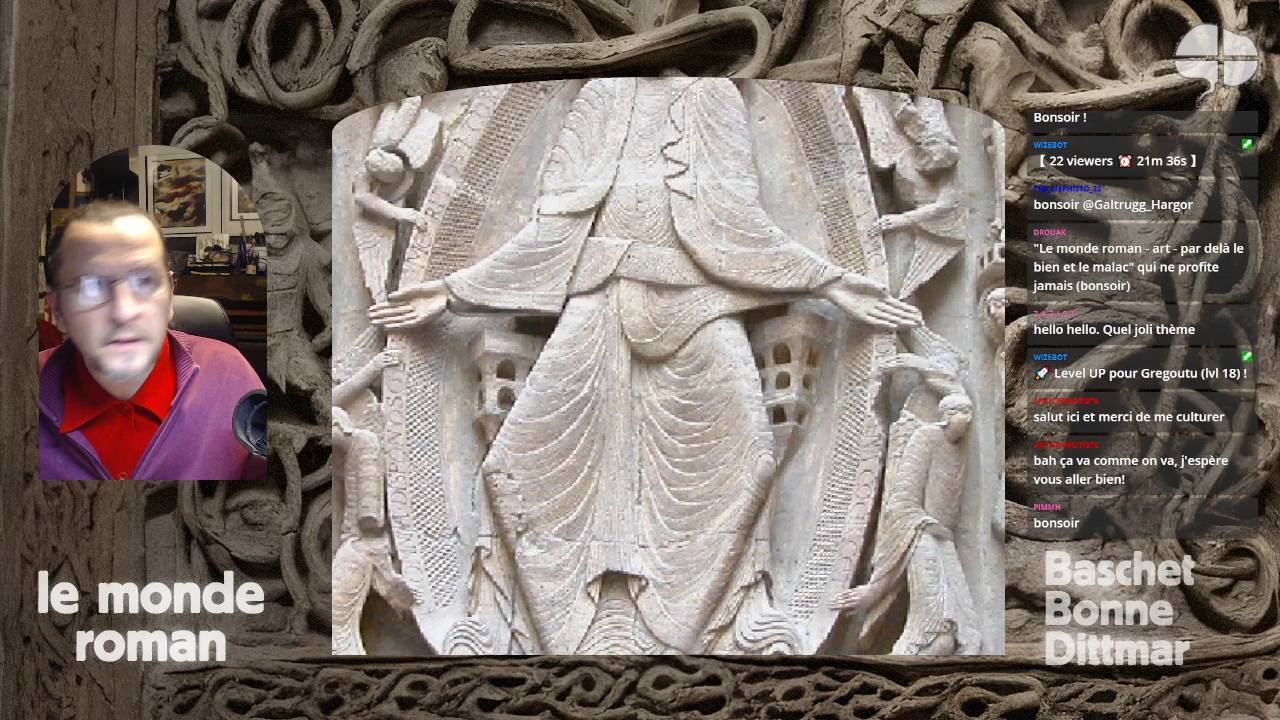 Bonsoir !
WIZEBOT
【 22 viewers ⏰ 21m 36s 】
bonsoir @Galtrugg_Hargor
DROUAK
"Le monde roman - art - par delà le
bien et le malac" qui ne profite
jamais (bonsoir)
hello hello. Quel joli thème
WIZEBOT
🚀 Level UP pour Gregoutu (lvl 18) !
salut ici et merci de me culturer
bah ça va comme on va, j'espère
vous aller bien!
PIMMH
bonsoir
le monde
roman
Baschet
Bonne
Dittmar